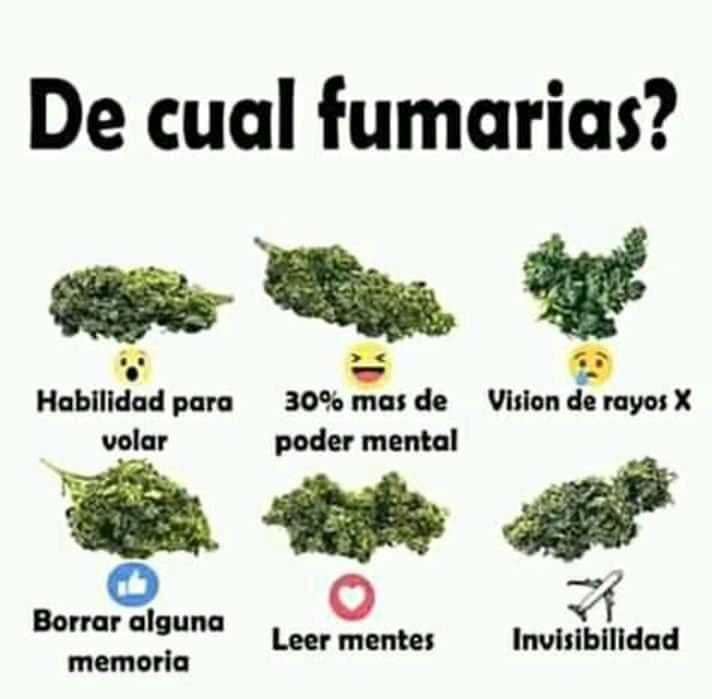 De cual fumarias?
Habilidad para
volar
30% mas de
poder mental
Vision de rayos X
Borrar alguna
memoria
Leer mentes
Invisibilidad